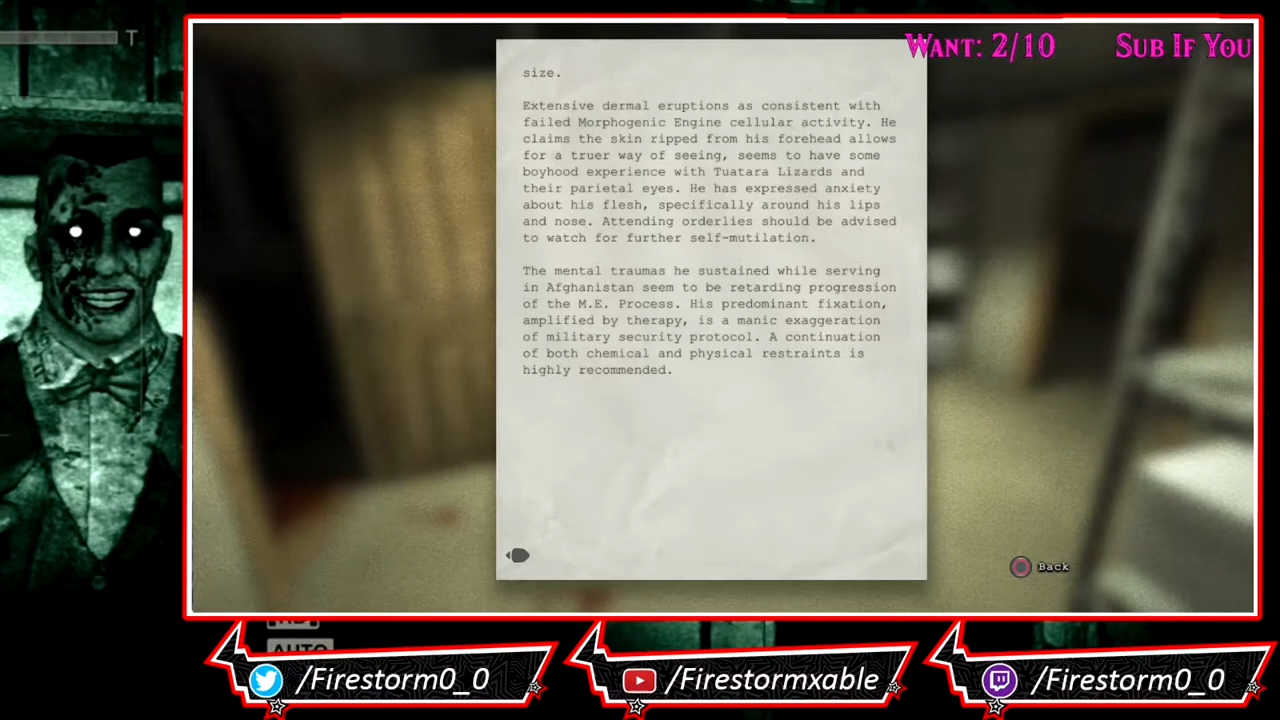 T
WANT: 2/10 SUB IF YOU
size.
Extensive dermal eruptions as consistent with
failed Morphogenic Engine cellular activity. He
claims the skin ripped from his forehead allows
for a truer way of seeing, seems to have some
boyhood experience with Tuatara Lizards and
their parietal eyes. He has expressed anxiety
about his flesh, specifically around his lips
and nose. Attending orderlies should be advised
to watch for further self-mutilation.
The mental traumas he sustained while serving
in Afghanistan seem to be retarding progression
of the M.E. Process. His predominant fixation,
amplified by therapy, is a manic exaggeration
of military security protocol. A continuation
of both chemical and physical restraints is
highly recommended.
Back
AUTO
/Firestorm0_0
/Firestormxable
/Firestorm0_0